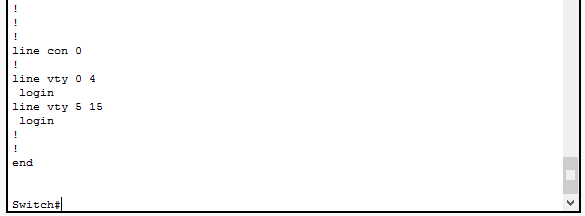 !
!
!
line con 0
!
line vty 0 4
 login
line vty 5 15
 login
!
!
end
Switch#